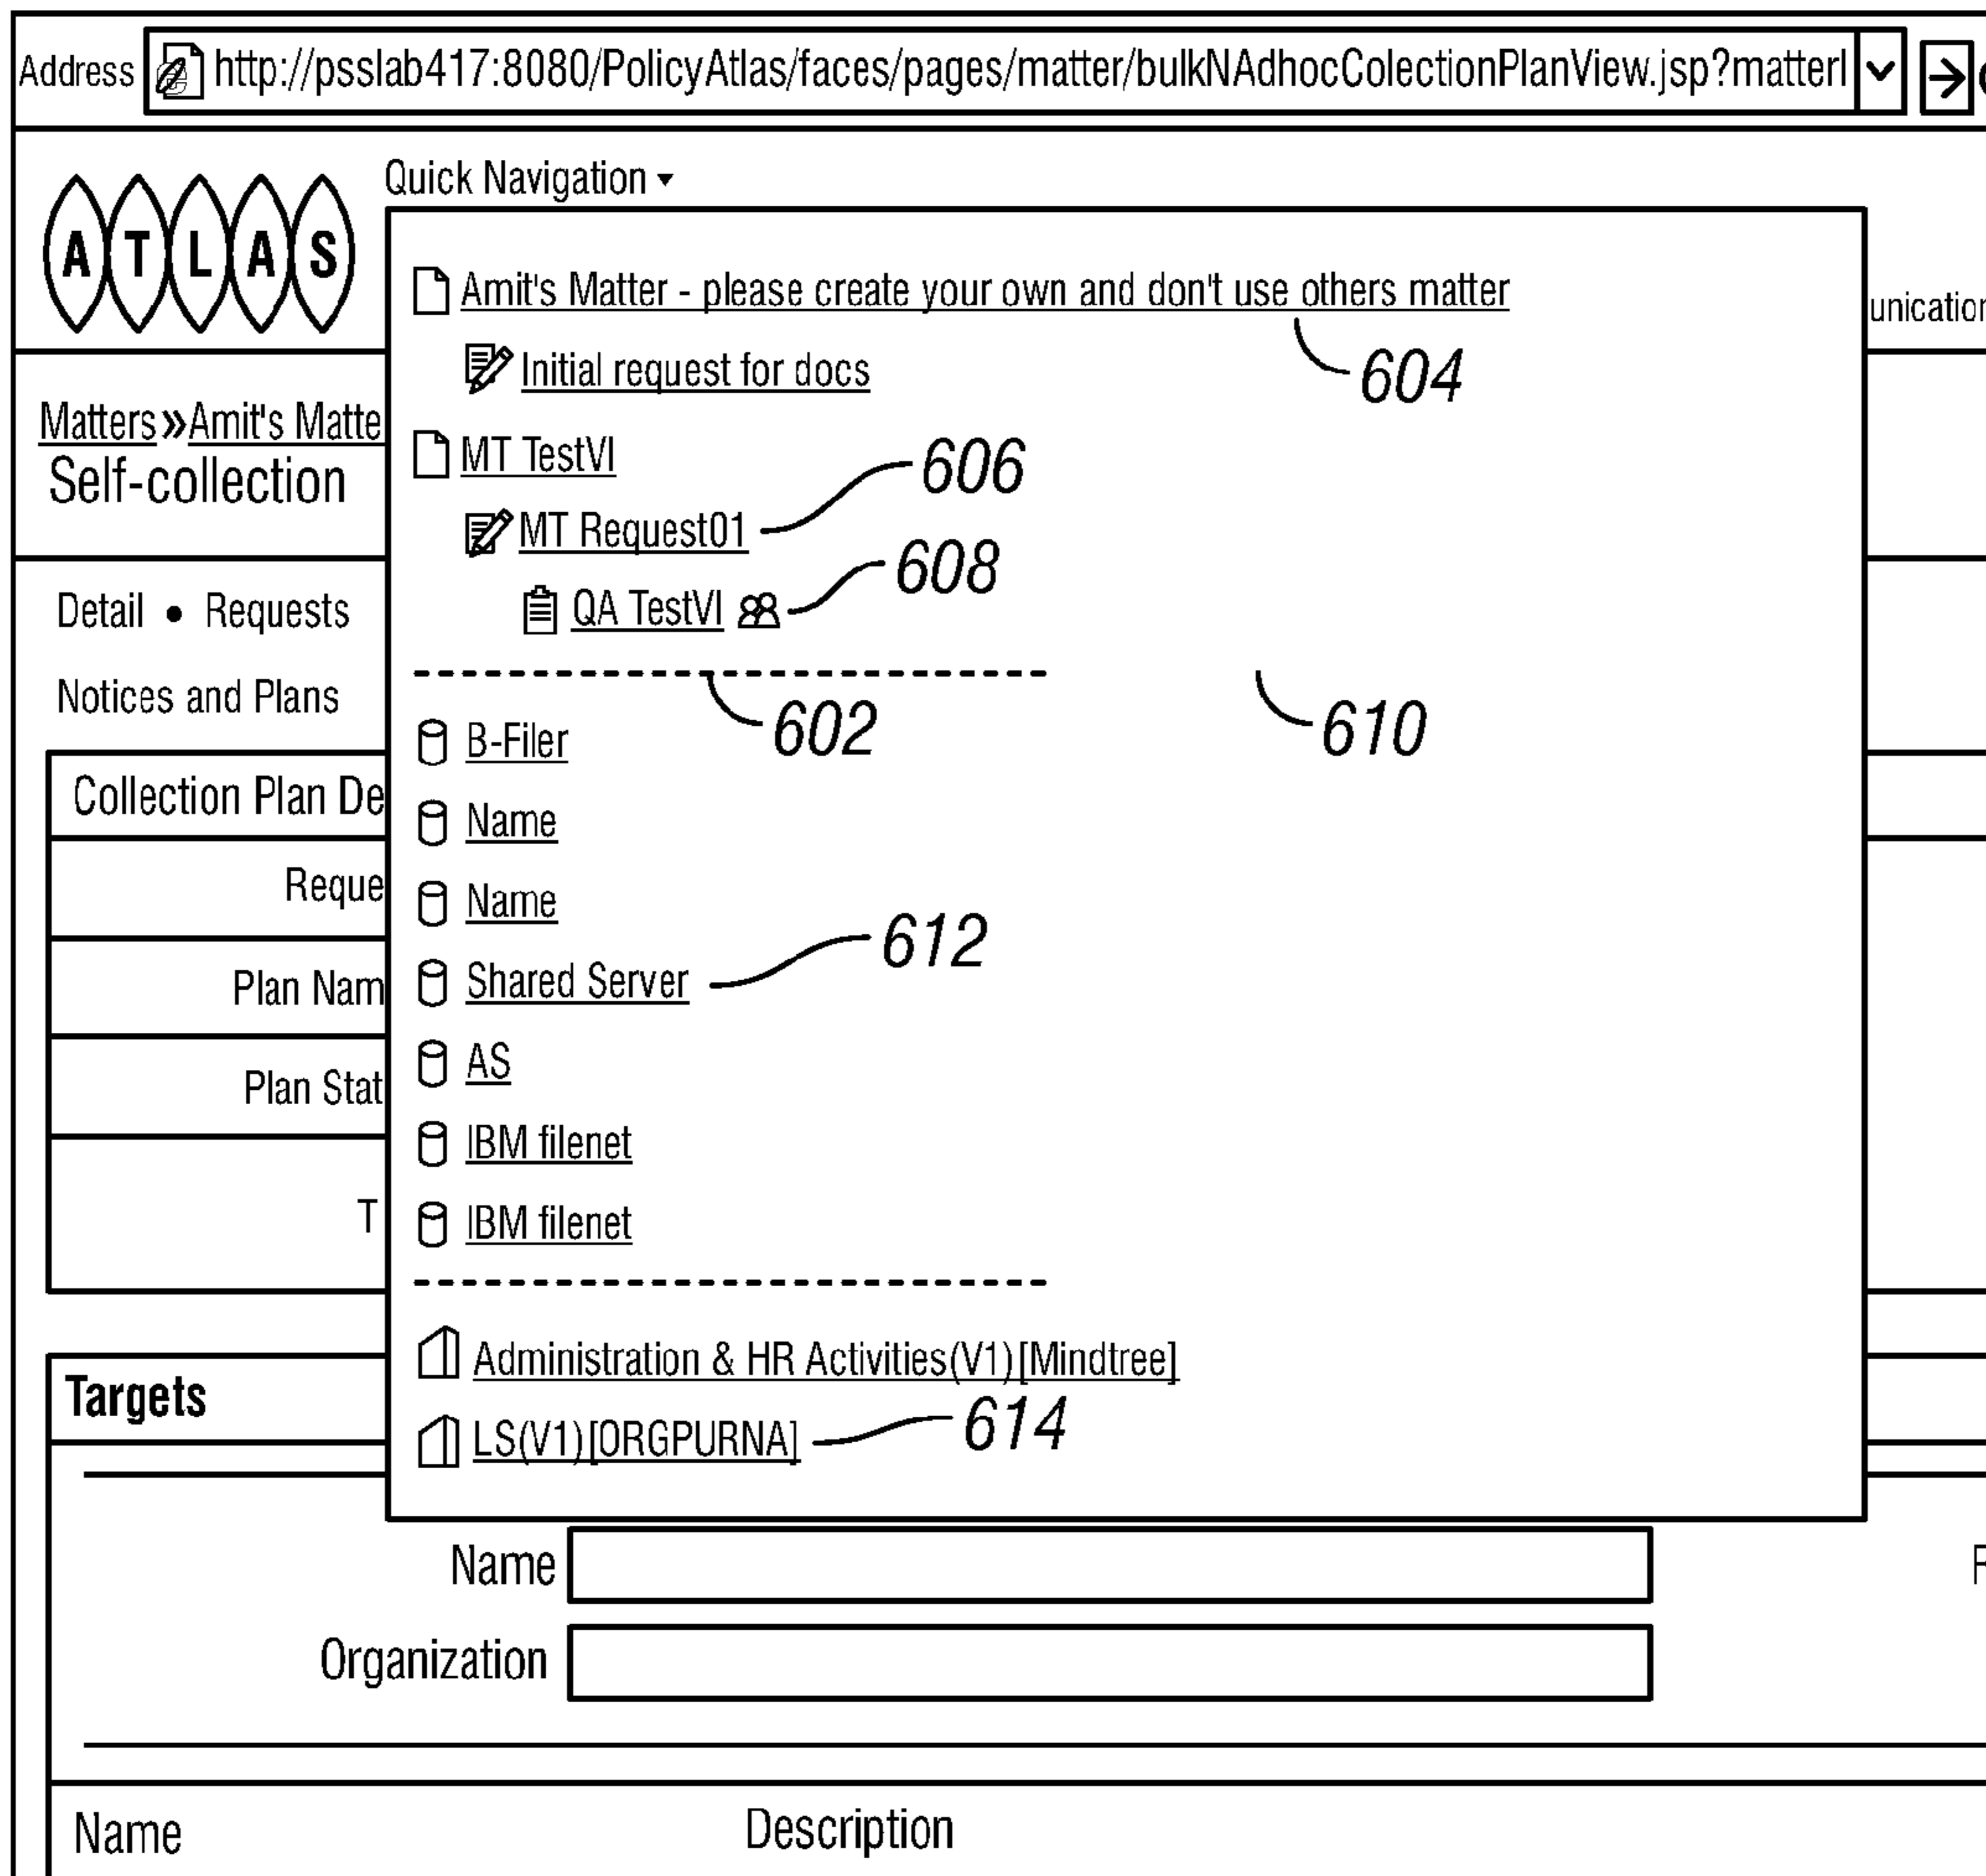 Address http://psslab417:8080/PolicyAtlas/faces/pages/matter/bulkNAdhocColectionPlanView.jsp?matterI
Quick Navigation
ATLAS
Amit's Matter - please create your own and don't use others matter
unication
604
Initial request for docs
Matters»Amit's Matte
MT TestVI
606
Self-collection
MT Request01
608
Detail • Requests
QA TestVI
Notices and Plans
602
610
B-Filer
Collection Plan De
Name
Reque
Name
612
Plan Nam
Shared Server
Plan Stat
AS
IBM filenet
T
IBM filenet
Administration & HR Activities(V1)[Mindtree]
Targets
614
LS(V1)[ORGPURNA]
Name
Organization
Name Description